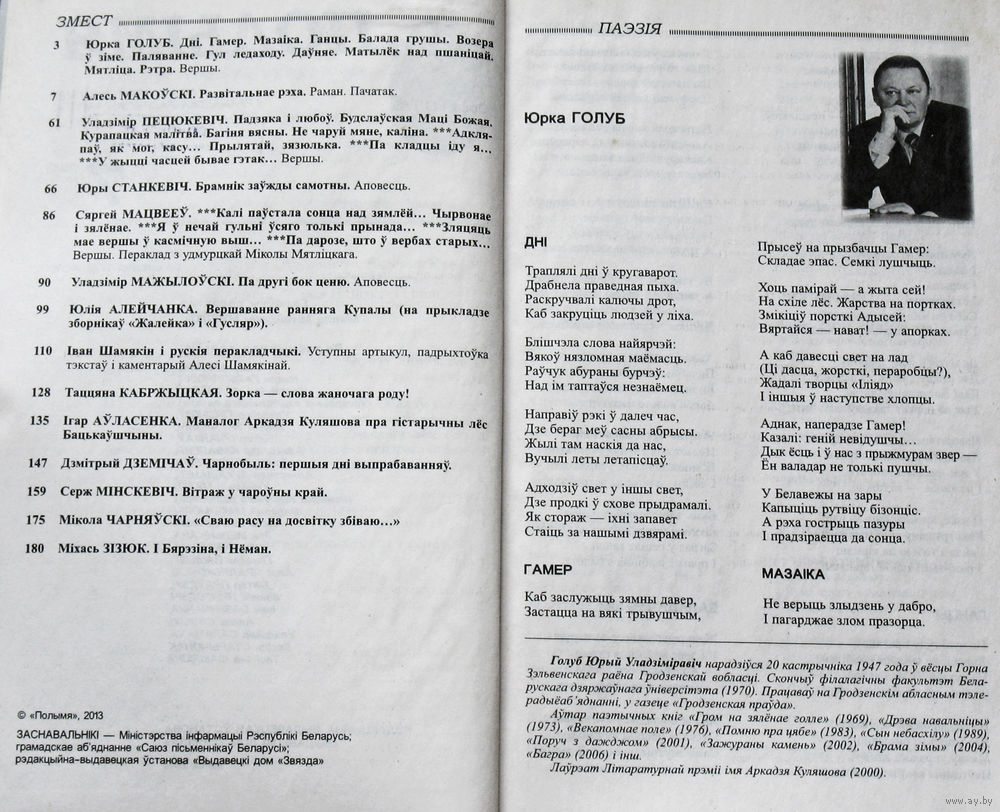 ЗМЕСТ
3 Юрка ГОЛУБ. Дні. Гамер. Мазаіка. Ганцы. Балада грушы. Возера
ў зіме. Паляванне. Гул ледаходу. Даўняе. Матылёк над пшаніцай.
Мятліца. Рэтра. Вершы.
7 Алесь МАКОЎСКІ. Развітальнае рэха. Раман. Пачатак.
61 Уладзімір ПЕЦЮКЕВІЧ. Падзяка і любоў. Будслаўская Маці Божая.
Курапацкая малітва. Багіня вясны. Не чаруй мяне, каліна. ***Адкля-
паў, як мог, касу... Прылятай, зязюлька. ***Па кладцы іду я...
***У жыцці часцей бывае гэтак... Вершы.
66 Юры СТАНКЕВІЧ. Брамнік заўжды самотны. Аповесць.
86 Сяргей МАЦВЕЕЎ. ***Калі паўстала сонца над зямлёй... Чырвонае
і зялёнае. ***Я ў нечай гульні ўсяго толькі прынада... ***Зляцяць
мае вершы ў касмічную выш... ***Па дарозе, што ў вербах старых...
Вершы. Пераклад з удмурцкай Міколы Мятліцкага.
90 Уладзімір МАЖЫЛОЎСКІ. Па другі бок цению. Аповесць.
99 Юлія АЛЕЙЧАНКА. Вершаванне ранняга Купалы (на прыкладзе
зборнікаў «Жалейка» і «Гусляр»).
110 Іван Шамякін і рускія перакладчыкі. Уступны артыкул, падрыхтоўка
тэкстаў і каментарый Алесі Шамякінай.
128 Таццяна КАБРЖЫЦКАЯ. Зорка — слова жаночага роду!
135 Ігар АЎЛАСЕНКА. Маналог Аркадзя Куляшова пра гістарычны лёс
Бацькаўшчыны.
147 Дзмітрый ДЗЕМІЧАЎ. Чарнобыль: першыя дні выпрабаванняў.
159 Серж МІНСКЕВІЧ. Вітраж у чароўны край.
175 Мікола ЧАРНЯЎСКІ. «Сваю расу на досвітку збіваю...»
180 Міхась ЗІЗЮК. І Бярэзіна, і Нёман.
© «Полымя», 2013
ЗАСНАВАЛЬНІКІ — Міністэрства інфармацыі Рэспублікі Беларусь;
грамадскае аб'яднанне «Саюз пісьменнікаў Беларусі»;
рэдакцыйна-выдавецкая ўстанова «Выдавецкі дом «Звязда»
ПАЭЗІЯ
Юрка ГОЛУБ
ДНІ
Траплялі дні ў кругаварот.
Драбнела праведная пыха.
Раскручвалі калючы дрот,
Каб закруціць людзей у ліха.
Блішчэла слова найярчэй:
Вякоў нязломная маёмасць.
Раўчук абураны бурчэў:
Над ім таптаўся незнаёмец.
Направіў рэкі ў далеч час,
Дзе бераг меў сасны абрысы.
Жылі там наскія да нас,
Вучылі леты летапісцаў.
Адходзіў свет у іншы свет,
Дзе продкі ў схове прыдрамалі.
Як стораж — іхні запавет
Стаіць за нашымі дзвярамі.
ГАМЕР
Каб заслужыць зямны давер,
Застацца на вякі трывушчым,
Прысеў на прызбачцы Гамер:
Складае эпас. Семкі лушчыць.
Хоць памірай — а жыта сей!
На схіле лёс. Жарства на портках.
Змікіціў порсткі Адысей:
Вяртайся — нават! — у апорках.
А каб давесці свет на лад
(Ці дасца, жорсткі, пераробцы?),
Жадалі творцы «Іліяд»
І іншыя ў наступстве хлопцы.
Аднак, наперадзе Гамер!
Казалі: геній невідушчы...
Дык ёсць і ў нас з прыжмурам звер —
Ён валадар не толькі пушчы.
У Белавежы на зары
Капыціць рутвіцу бізоніс.
А рэха гострыць пазуры
І прадзіраецца да сонца.
МАЗАІКА
Не верыць злыдзень у дабро,
І пагарджае злом празорца.
Голуб Юрый Уладзіміравіч нарадзіўся 20 кастрычніка 1947 года ў вёсцы Горна
Зэльвенскага раёна Гродзенскай вобласці. Скончыў філалагічны факультэт Бела-
рускага дзяржаўнага ўніверсітэта (1970). Працаваў на Гродзенскім абласным тэле-
радыёаб'яднанні, у газеце «Гродзенская праўда».
Аўтар паэтычных кніг «Гром на зялёнае голле» (1969), «Дрэва навальніцы»
(1973), «Векапомнае поле» (1976), «Помню пра цябе» (1983), «Сын небасхілу» (1989),
«Поруч з дажджом» (2001), «Зажураны камень» (2002), «Брама зімы» (2004),
«Багра» (2006) і інш.
Лаўрэат Літаратурнай прэміі імя Аркадзя Куляшова (2000).
www.ay.by